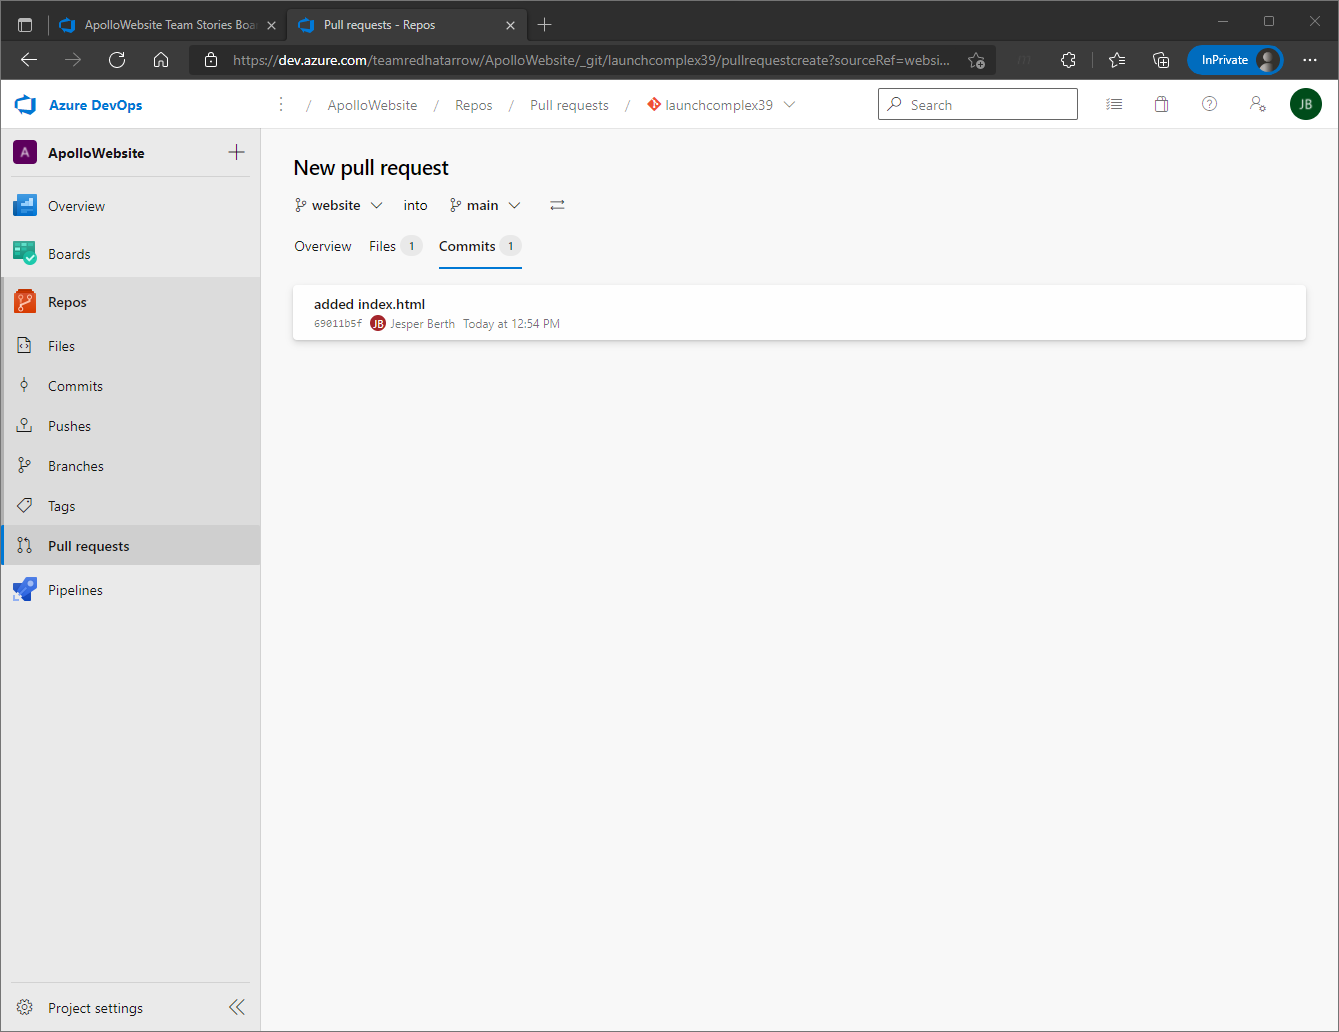 ApolloWebsite Team Stories Boa
Pull requests - Repos
https://dev.azure.com/teamredhatarrow/ApolloWebsite/_git/launchcomplex39/pullrequestcreate?sourceRef=websi...
InPrivate
Azure DevOps
/ ApolloWebsite / Repos / Pull requests / launchcomplex39
Search
JB
A
ApolloWebsite
Overview
Boards
Repos
Files
Commits
Pushes
Branches
Tags
Pull requests
Pipelines
Project settings
New pull request
website into main
Overview Files 1 Commits 1
added index.html
69011b5f JB Jesper Berth Today at 12:54 PM